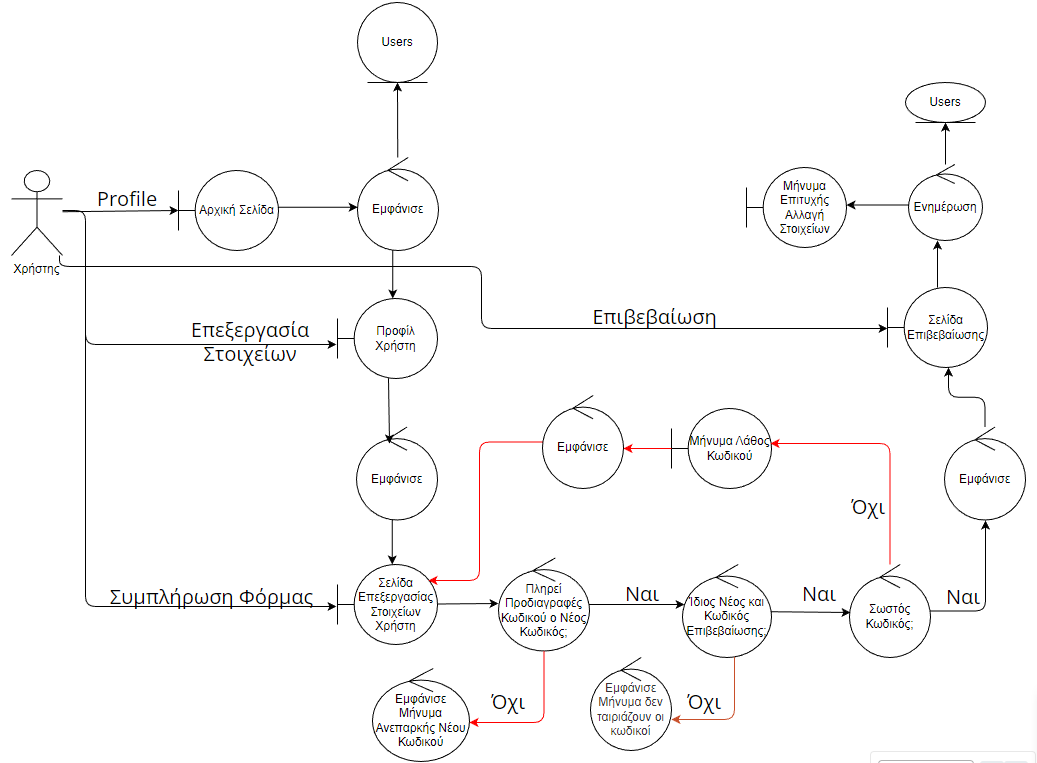 Users
Users
Profile
Αρχική Σελίδα
Εμφάνισε
Μήνυμα
Επιτυχής
Αλλαγή
Στοιχείων
Ενημέρωση
Χρήστης
Επεξεργασία
Στοιχείων
Προφίλ
Χρήστη
Επιβεβαίωση
Σελίδα
Επιβεβαίωσης
Εμφάνισε
Εμφάνισε
Μήνυμα Λάθος
Κωδικού
Εμφάνισε
Όχι
Συμπλήρωση Φόρμας
Σελίδα
Επεξεργασίας
Στοιχείων
Χρήστη
Πληρεί
Προδιαγραφές
Κωδικού ο Νέος
Κωδικός;
Ναι
Ίδιος Νέος και
Κωδικός
Επιβεβαίωσης;
Ναι
Σωστός
Κωδικός;
Ναι
Εμφάνισε
Μήνυμα
Ανεπαρκής Νέου
Κωδικού
Όχι
Εμφάνισε
Μήνυμα δεν
ταιριάζουν οι
κωδικοί
Όχι